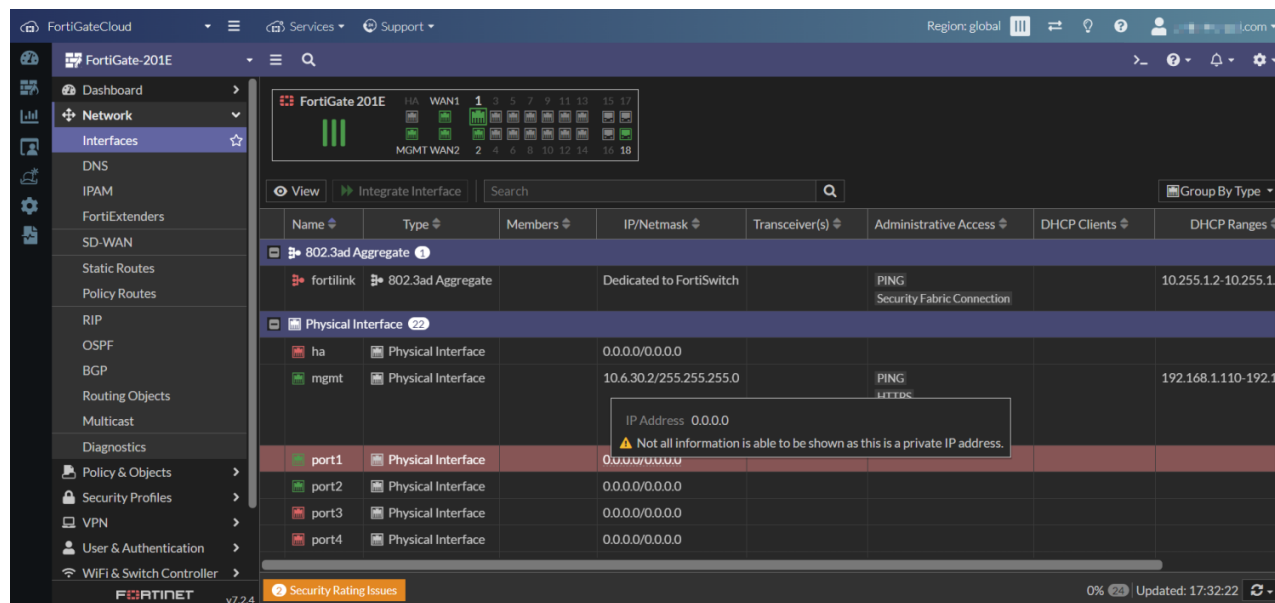 FortiGateCloud Services Support Region: global .com
FortiGate-201E
Dashboard
Network
Interfaces
DNS
IPAM
FortiExtenders
SD-WAN
Static Routes
Policy Routes
RIP
OSPF
BGP
Routing Objects
Multicast
Diagnostics
Policy & Objects
Security Profiles
VPN
User & Authentication
WiFi & Switch Controller
FORTINET v7.2.4
FortiGate 201E HA WAN1 1 3 5 7 9 11 13 15 17
MGMT WAN2 2 4 6 8 10 12 14 16 18
View Integrate Interface Search Group By Type
Name Type Members IP/Netmask Transceiver(s) Administrative Access DHCP Clients DHCP Ranges
802.3ad Aggregate 1
fortilink 802.3ad Aggregate Dedicated to FortiSwitch PING 10.255.1.2-10.255.1.
Security Fabric Connection
Physical Interface 22
ha Physical Interface 0.0.0.0/0.0.0.0
mgmt Physical Interface 10.6.30.2/255.255.255.0 PING 192.168.1.110-192.1
HTTPS
IP Address 0.0.0.0
Not all information is able to be shown as this is a private IP address.
port1 Physical Interface 0.0.0.0/0.0.0.0
port2 Physical Interface 0.0.0.0/0.0.0.0
port3 Physical Interface 0.0.0.0/0.0.0.0
port4 Physical Interface 0.0.0.0/0.0.0.0
2 Security Rating Issues 0% 24 Updated: 17:32:22